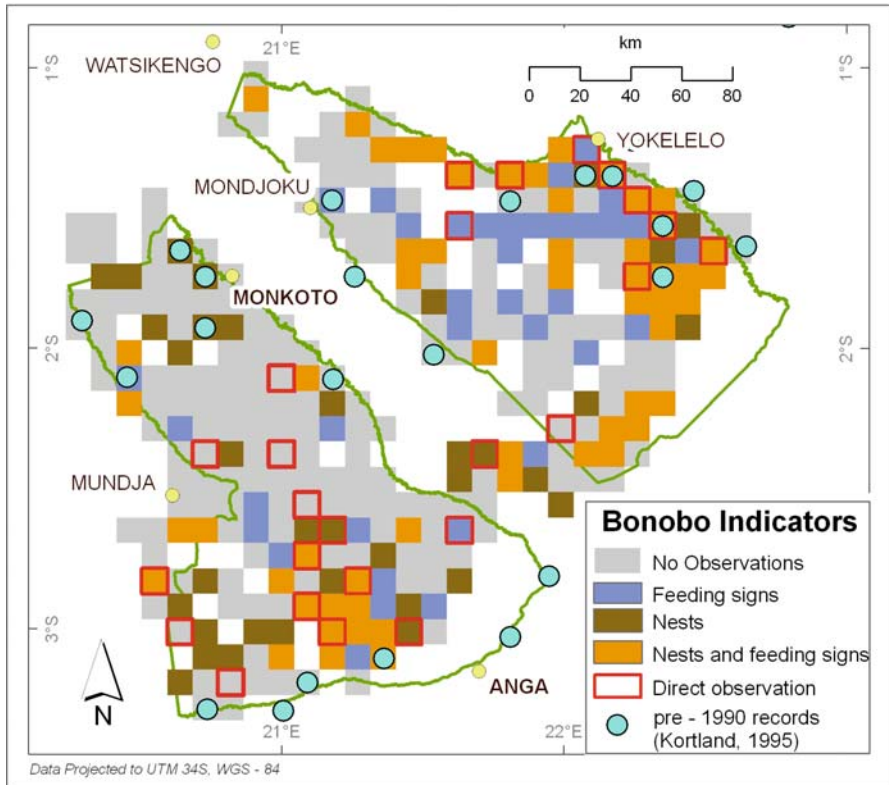 21°E
km
0 20 40 60 80
1°S
1°S
WATSIKENGO
YOKELELO
MONDJOKU
MONKOTO
2°S
2°S
MUNDJA
Bonobo Indicators
No Observations
Feeding signs
Nests
Nests and feeding signs
Direct observation
pre - 1990 records
(Kortland, 1995)
3°S
N
ANGA
21°E
22°E
Data Projected to UTM 34S, WGS - 84